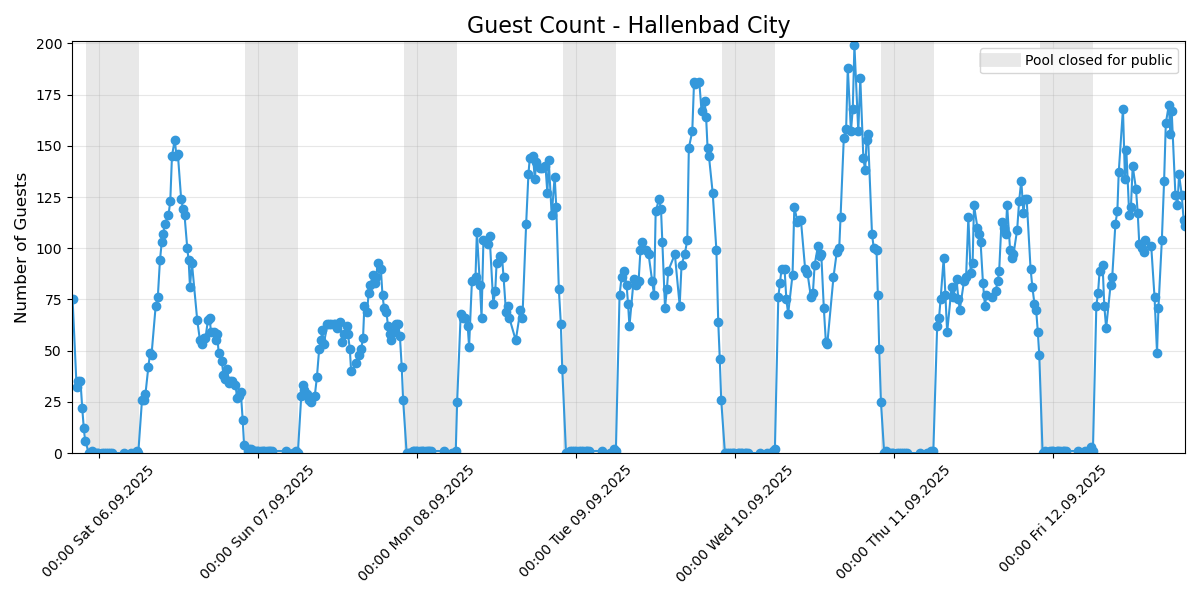 Guest Count - Hallenbad City
Pool closed for public
Number of Guests
200
175
150
125
100
75
50
25
0
00:00 Sat 06.09.2025
00:00 Sun 07.09.2025
00:00 Mon 08.09.2025
00:00 Tue 09.09.2025
00:00 Wed 10.09.2025
00:00 Thu 11.09.2025
00:00 Fri 12.09.2025